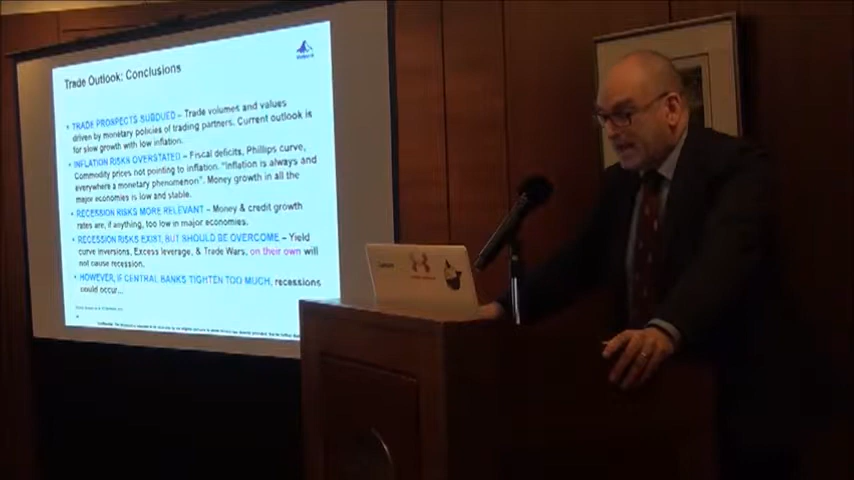 Trade Outlook: Conclusions
• TRADE PROSPECTS SUBDUED – Trade volumes and values
driven by monetary policies of trading partners. Current outlook is
for slow growth with low inflation.
• INFLATION RISKS OVERSTATED – Fiscal deficits, Phillips curve,
Commodity prices not pointing to inflation. "Inflation is always and
everywhere a monetary phenomenon". Money growth in all the
major economies is low and stable.
• RECESSION RISKS MORE RELEVANT – Money & credit growth
rates are, if anything, too low in major economies.
• RECESSION RISKS EXIST, BUT SHOULD BE OVERCOME – Yield
curve inversions, Excess leverage, & Trade Wars, on their own will
not cause recession.
• HOWEVER, IF CENTRAL BANKS TIGHTEN TOO MUCH, recessions
could occur...